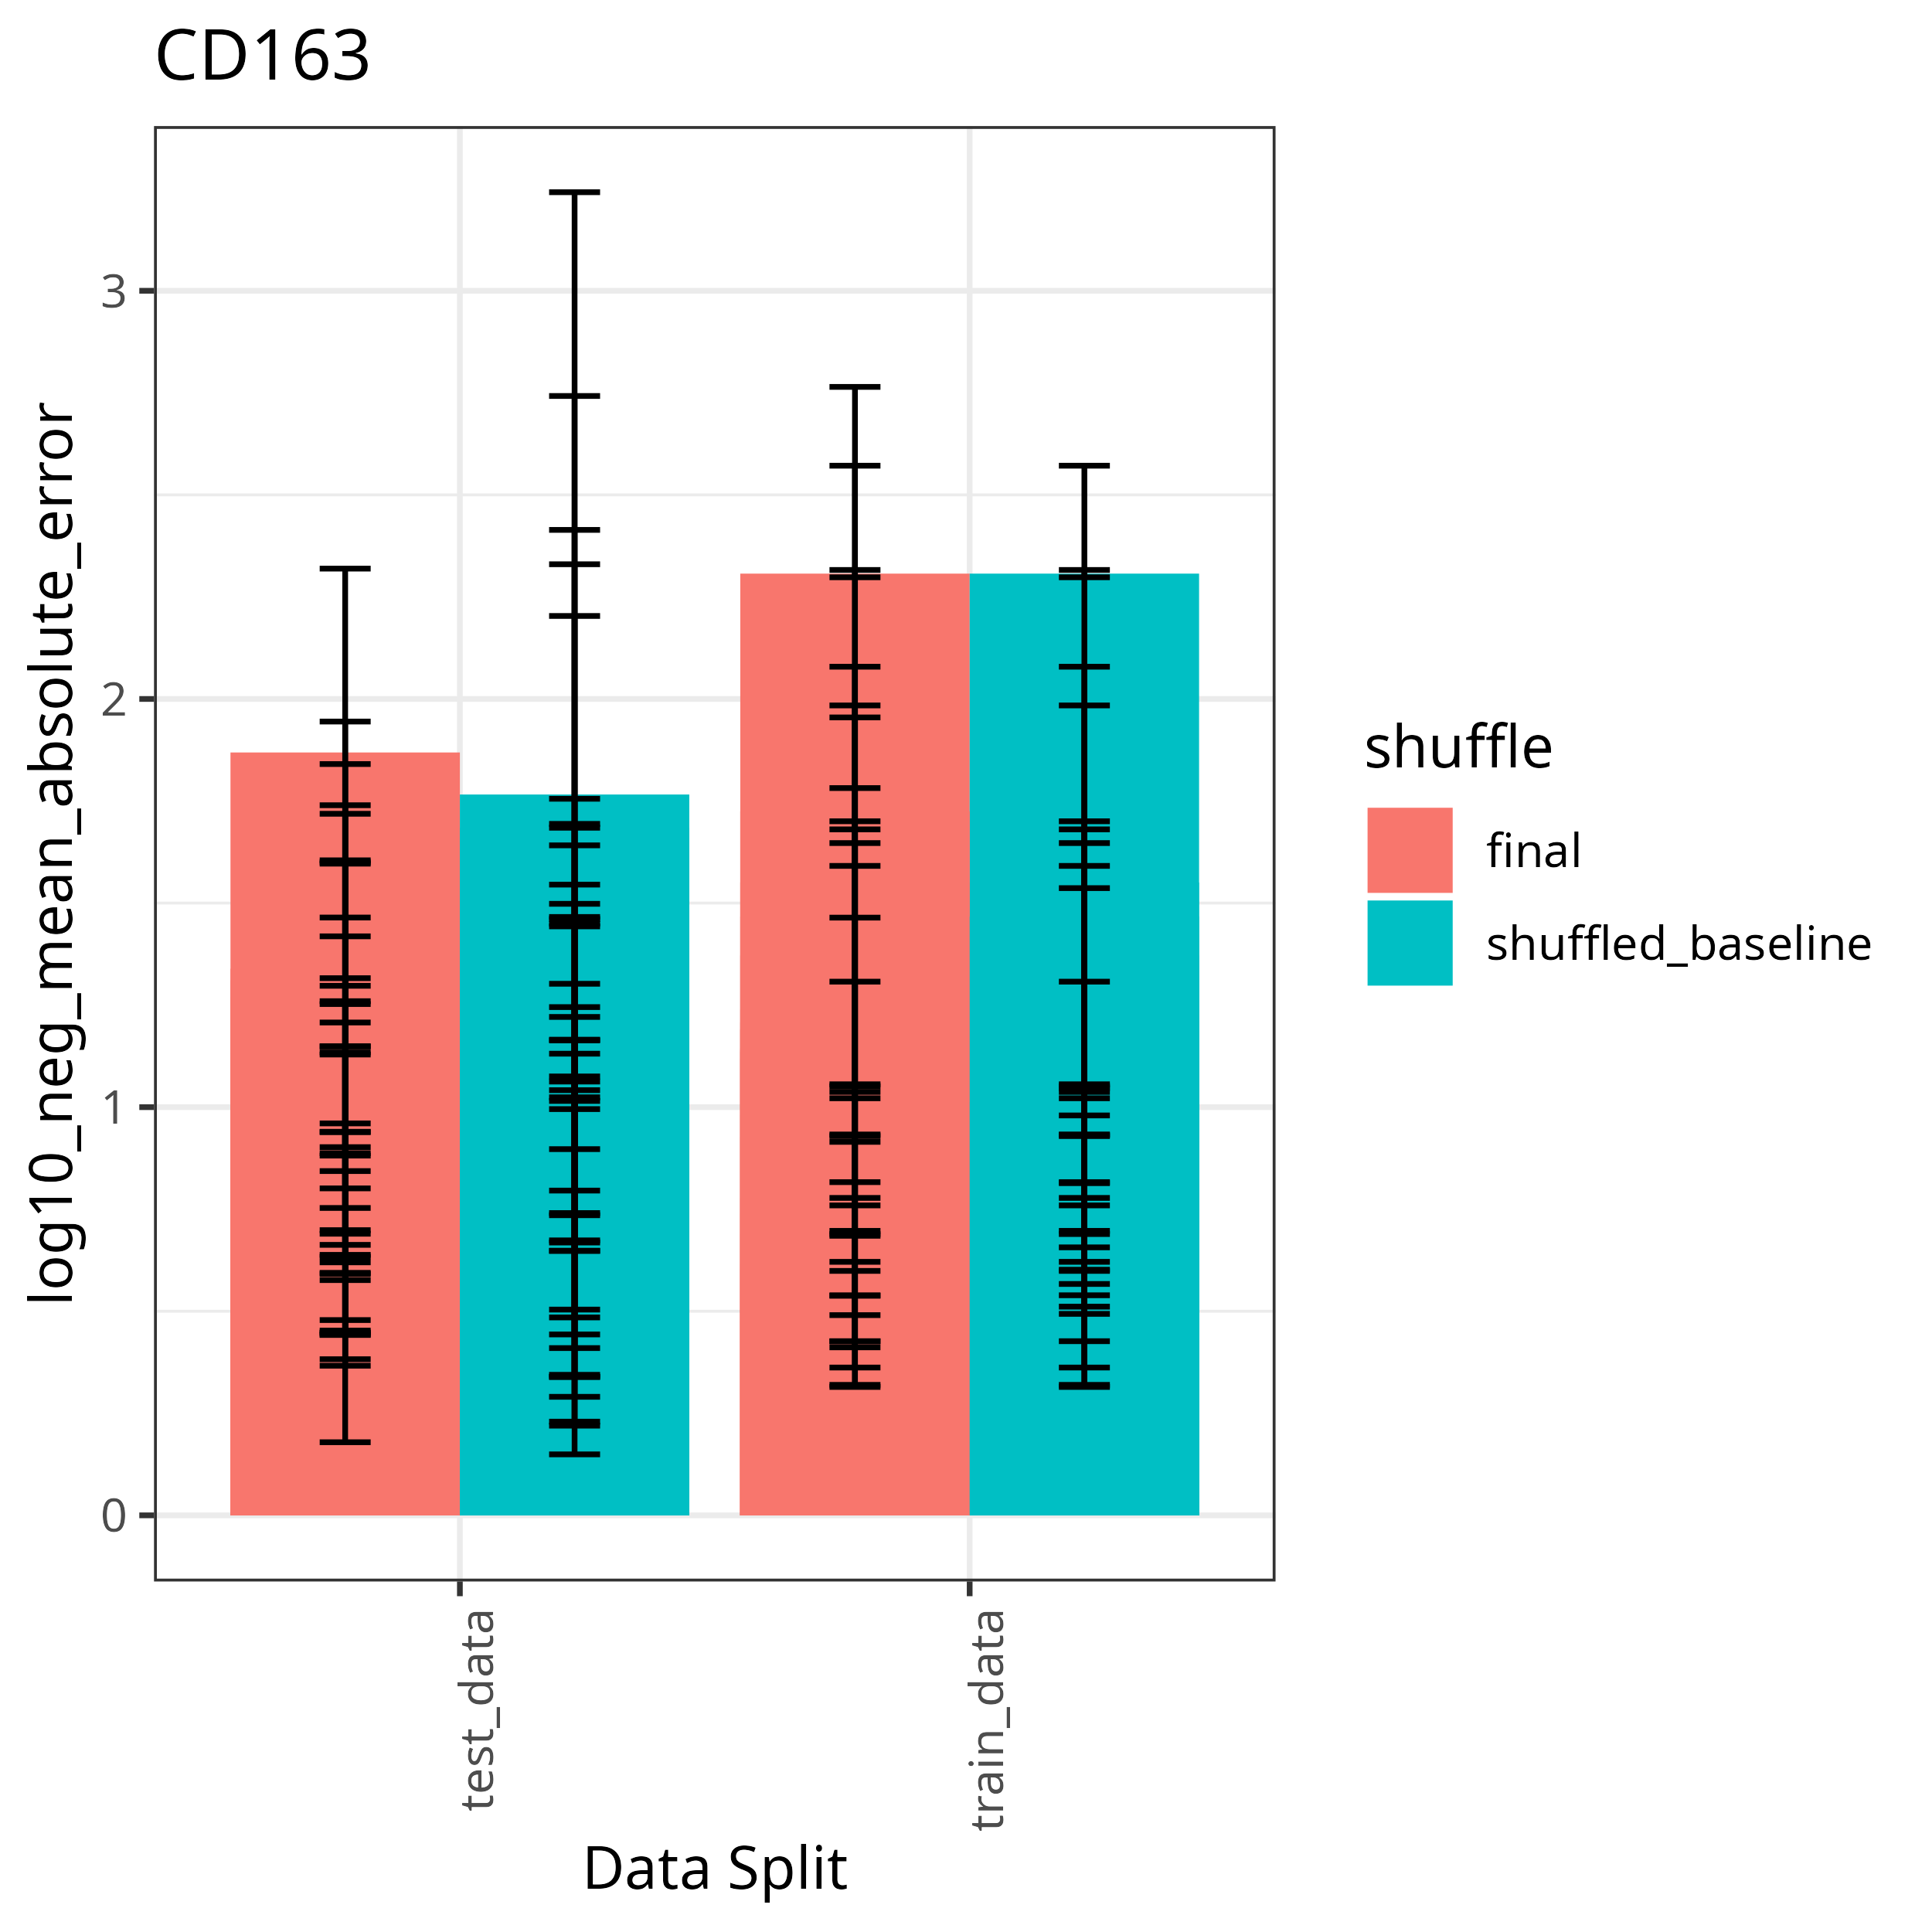 CD163
log10_neg_mean_absolute_error
3
2
1
0
test_data
train_data
Data Split
shuffle
final
shuffled_baseline